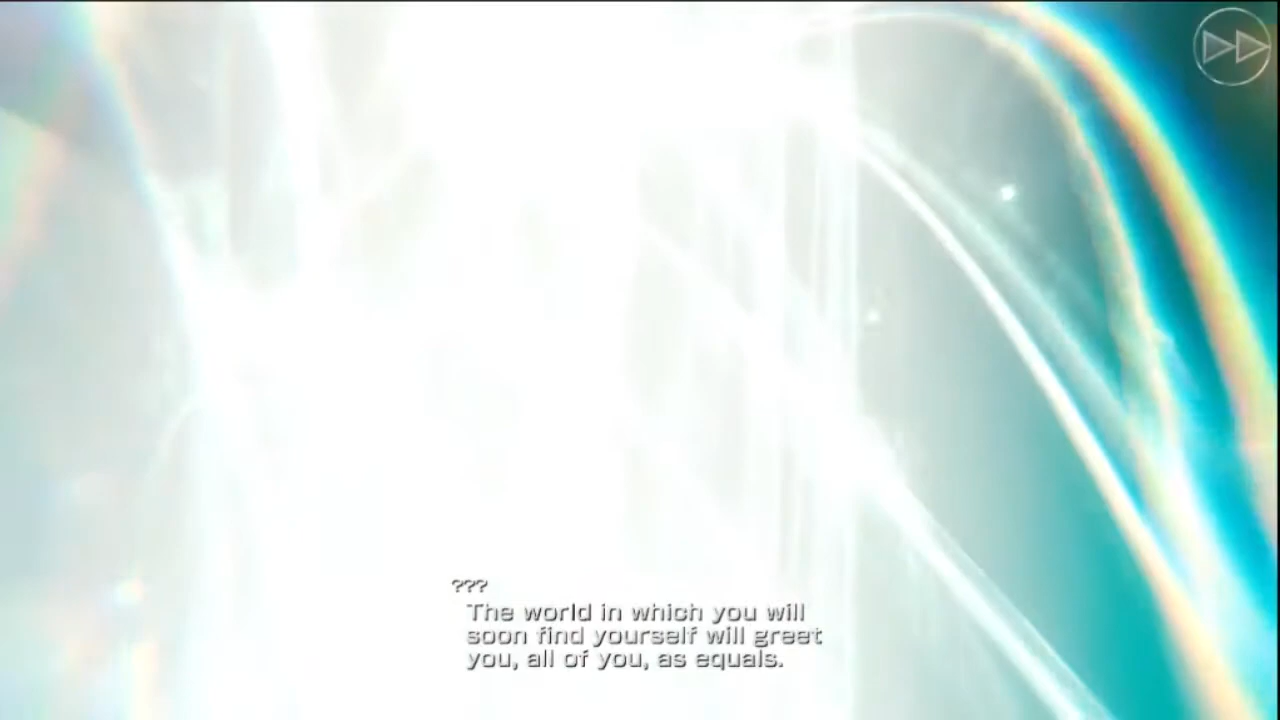 ???
The world in which you will
soon find yourself will greet
you, all of you, as equals.